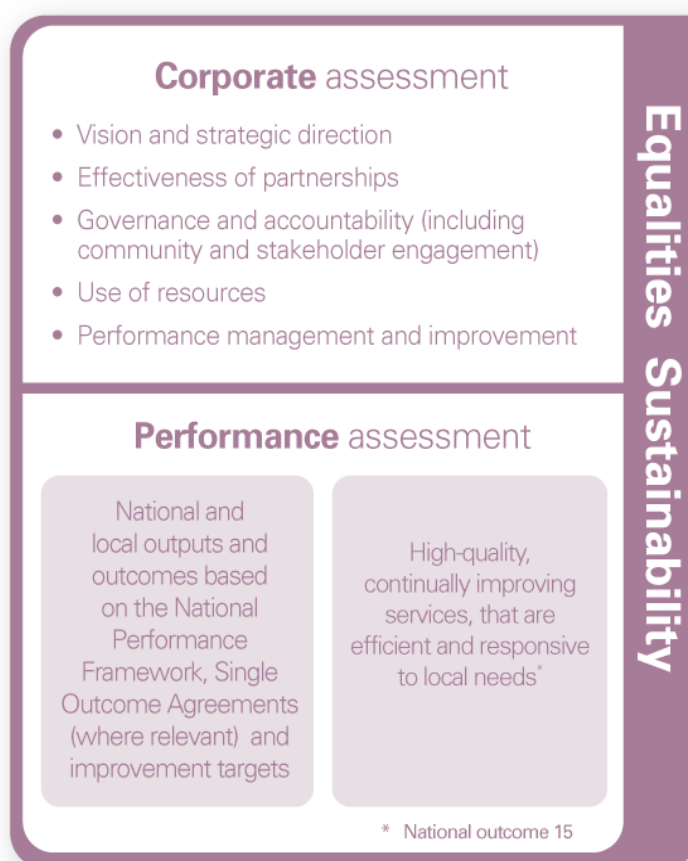 Corporate assessment
• Vision and strategic direction
• Effectiveness of partnerships
• Governance and accountability (including
community and stakeholder engagement)
• Use of resources
• Performance management and improvement
Performance assessment
National and
local outputs and
outcomes based
on the National
Performance
Framework, Single
Outcome Agreements
(where relevant) and
improvement targets
High-quality,
continually improving
services, that are
efficient and responsive
to local needs*
* National outcome 15
Equalities Sustainability